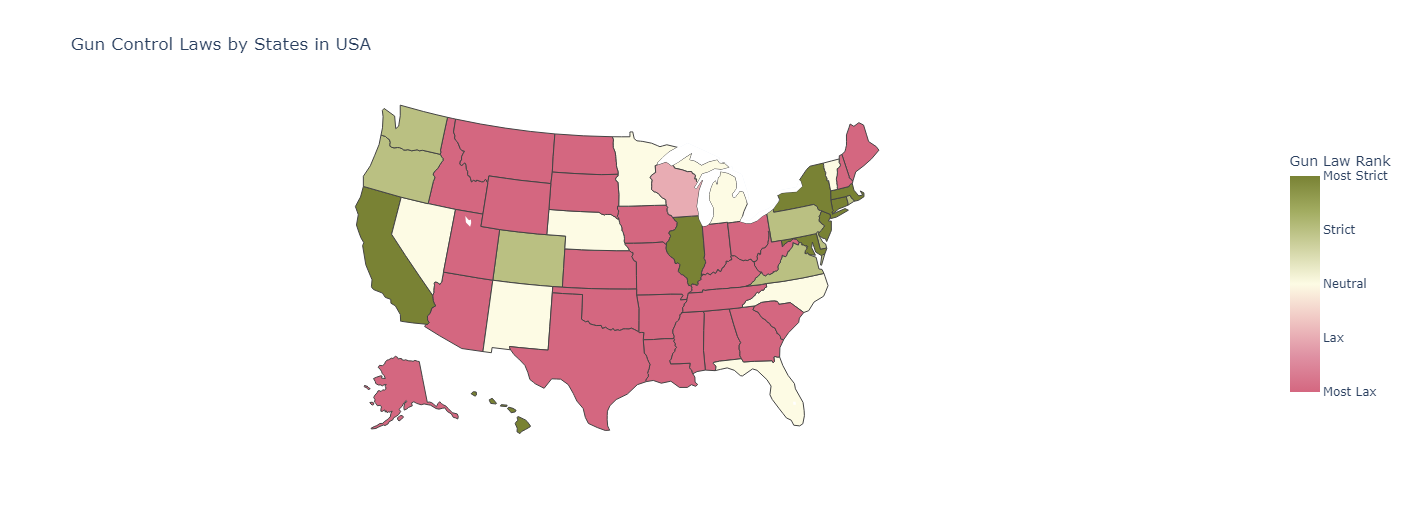 Gun Control Laws by States in USA
Gun Law Rank
Most Strict
Strict
Neutral
Lax
Most Lax